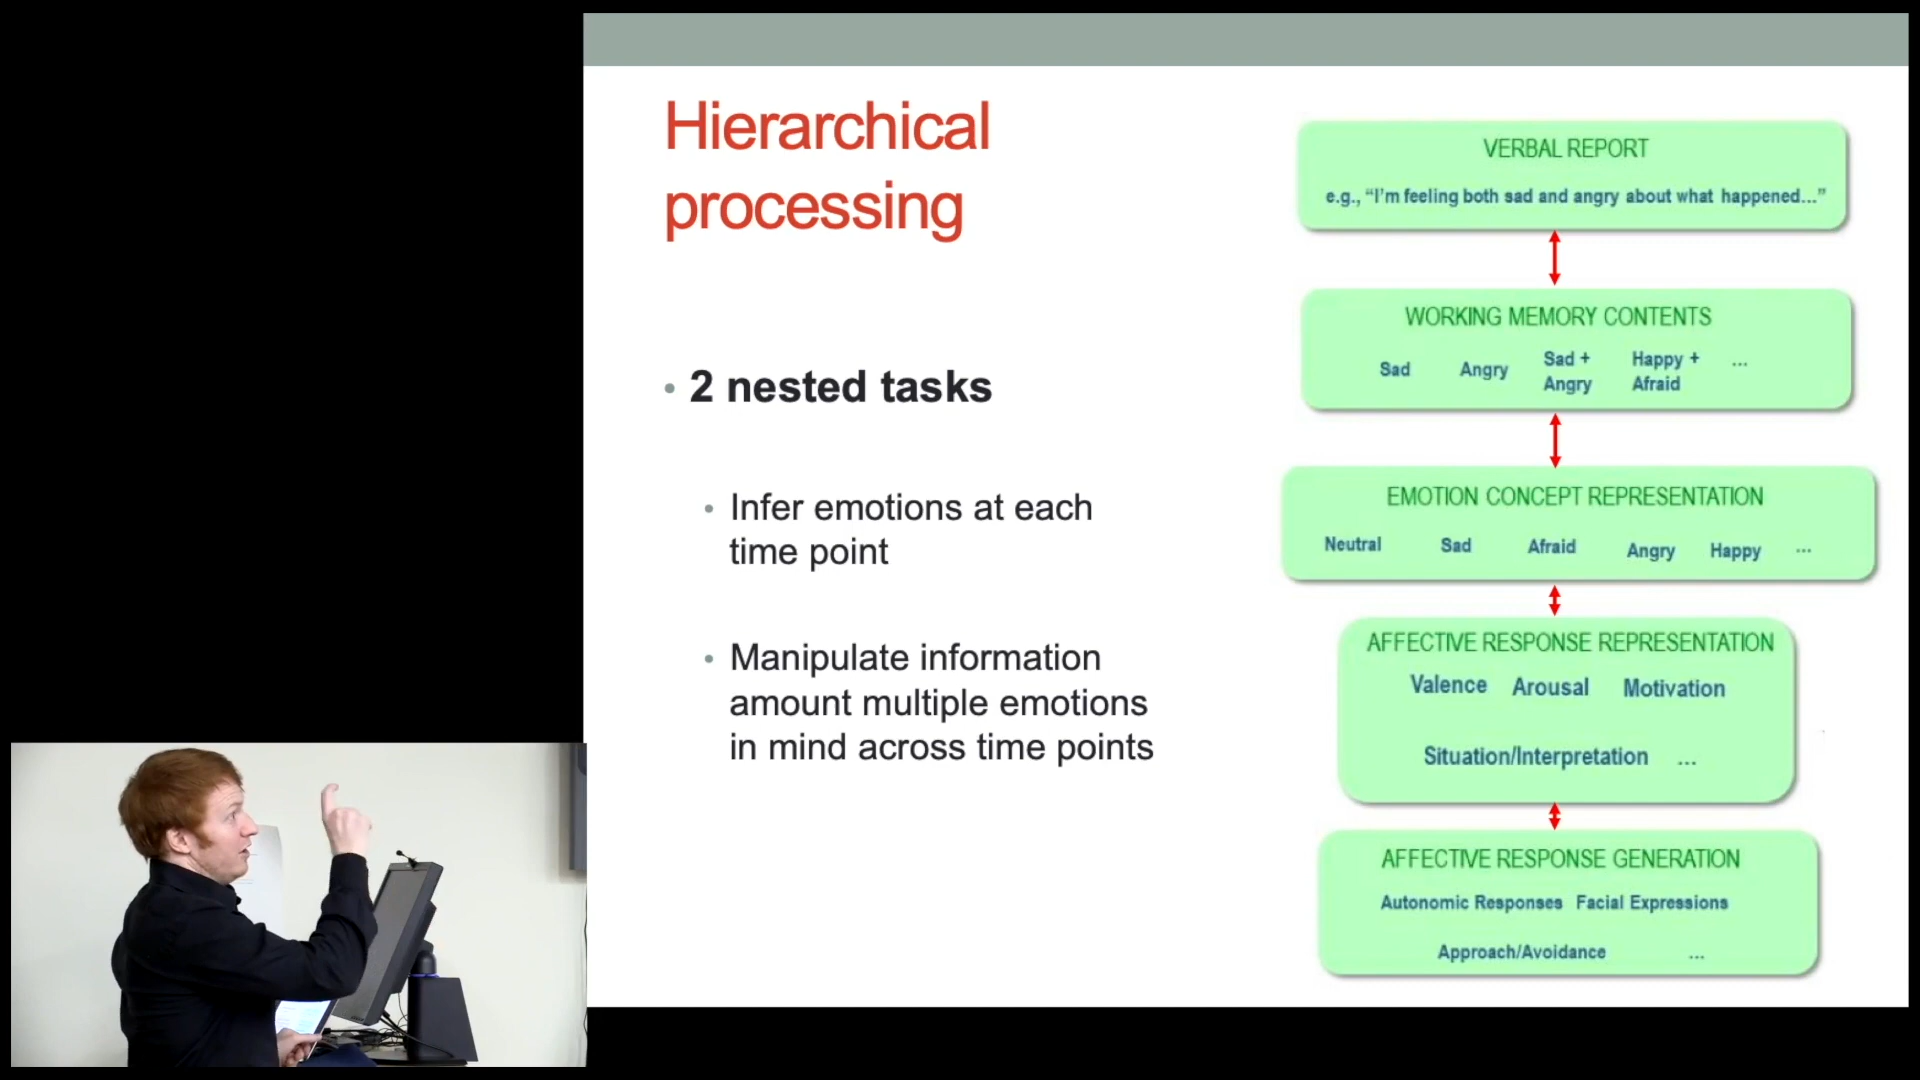 Hierarchical
processing
• 2 nested tasks
• Infer emotions at each
time point
• Manipulate information
amount multiple emotions
in mind across time points
VERBAL REPORT
e.g., “I’m feeling both sad and angry about what happened...”
WORKING MEMORY CONTENTS
Sad Angry Sad + Angry Happy + Afraid ...
EMOTION CONCEPT REPRESENTATION
Neutral Sad Afraid Angry Happy ...
AFFECTIVE RESPONSE REPRESENTATION
Valence Arousal Motivation
Situation/Interpretation ...
AFFECTIVE RESPONSE GENERATION
Autonomic Responses Facial Expressions
Approach/Avoidance ...